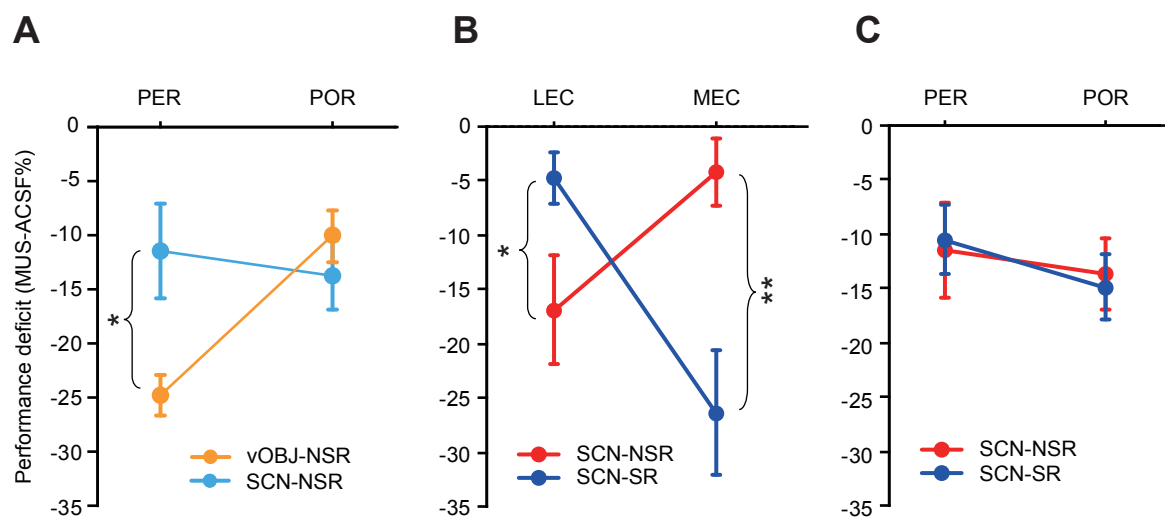 A
B
C
PER POR
LEC MEC
PER POR
Performance deficit (MUS-ACSF%)
0
-5
-10
-15
-20
-25
-30
-35
*
vOBJ-NSR
SCN-NSR
0
-5
-10
-15
-20
-25
-30
-35
*
**
SCN-NSR
SCN-SR
0
-5
-10
-15
-20
-25
-30
-35
SCN-NSR
SCN-SR